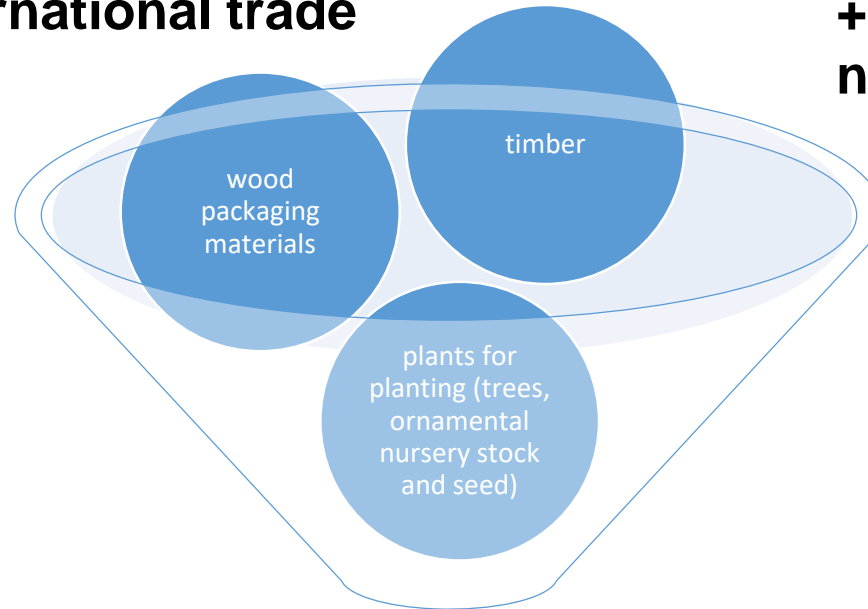 rnational trade
+
n
timber
wood
packaging
materials
plants for
planting (trees,
ornamental
nursery stock
and seed)